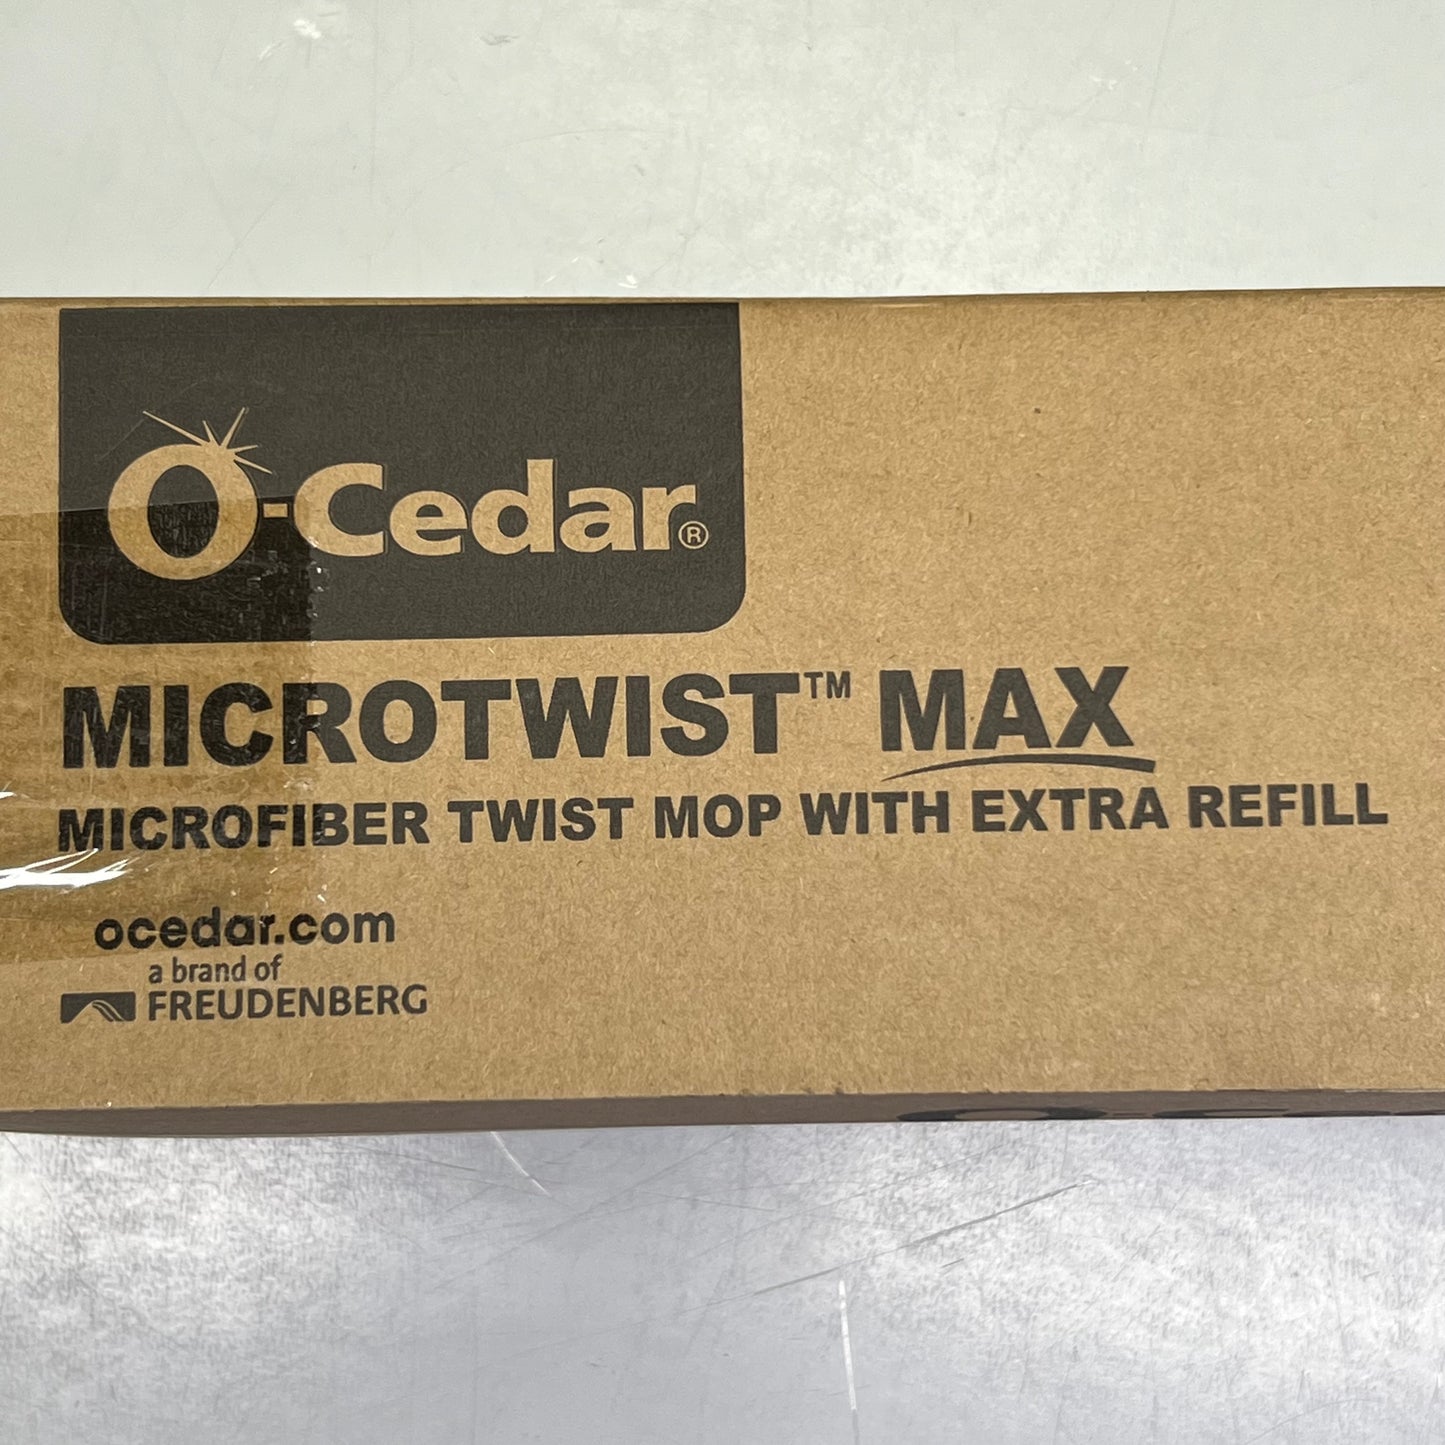 O-Cedar®
MICROTWIST™ MAX
MICROFIBER TWIST MOP WITH EXTRA REFILL
ocedar.com
a brand of
FREUDENBERG